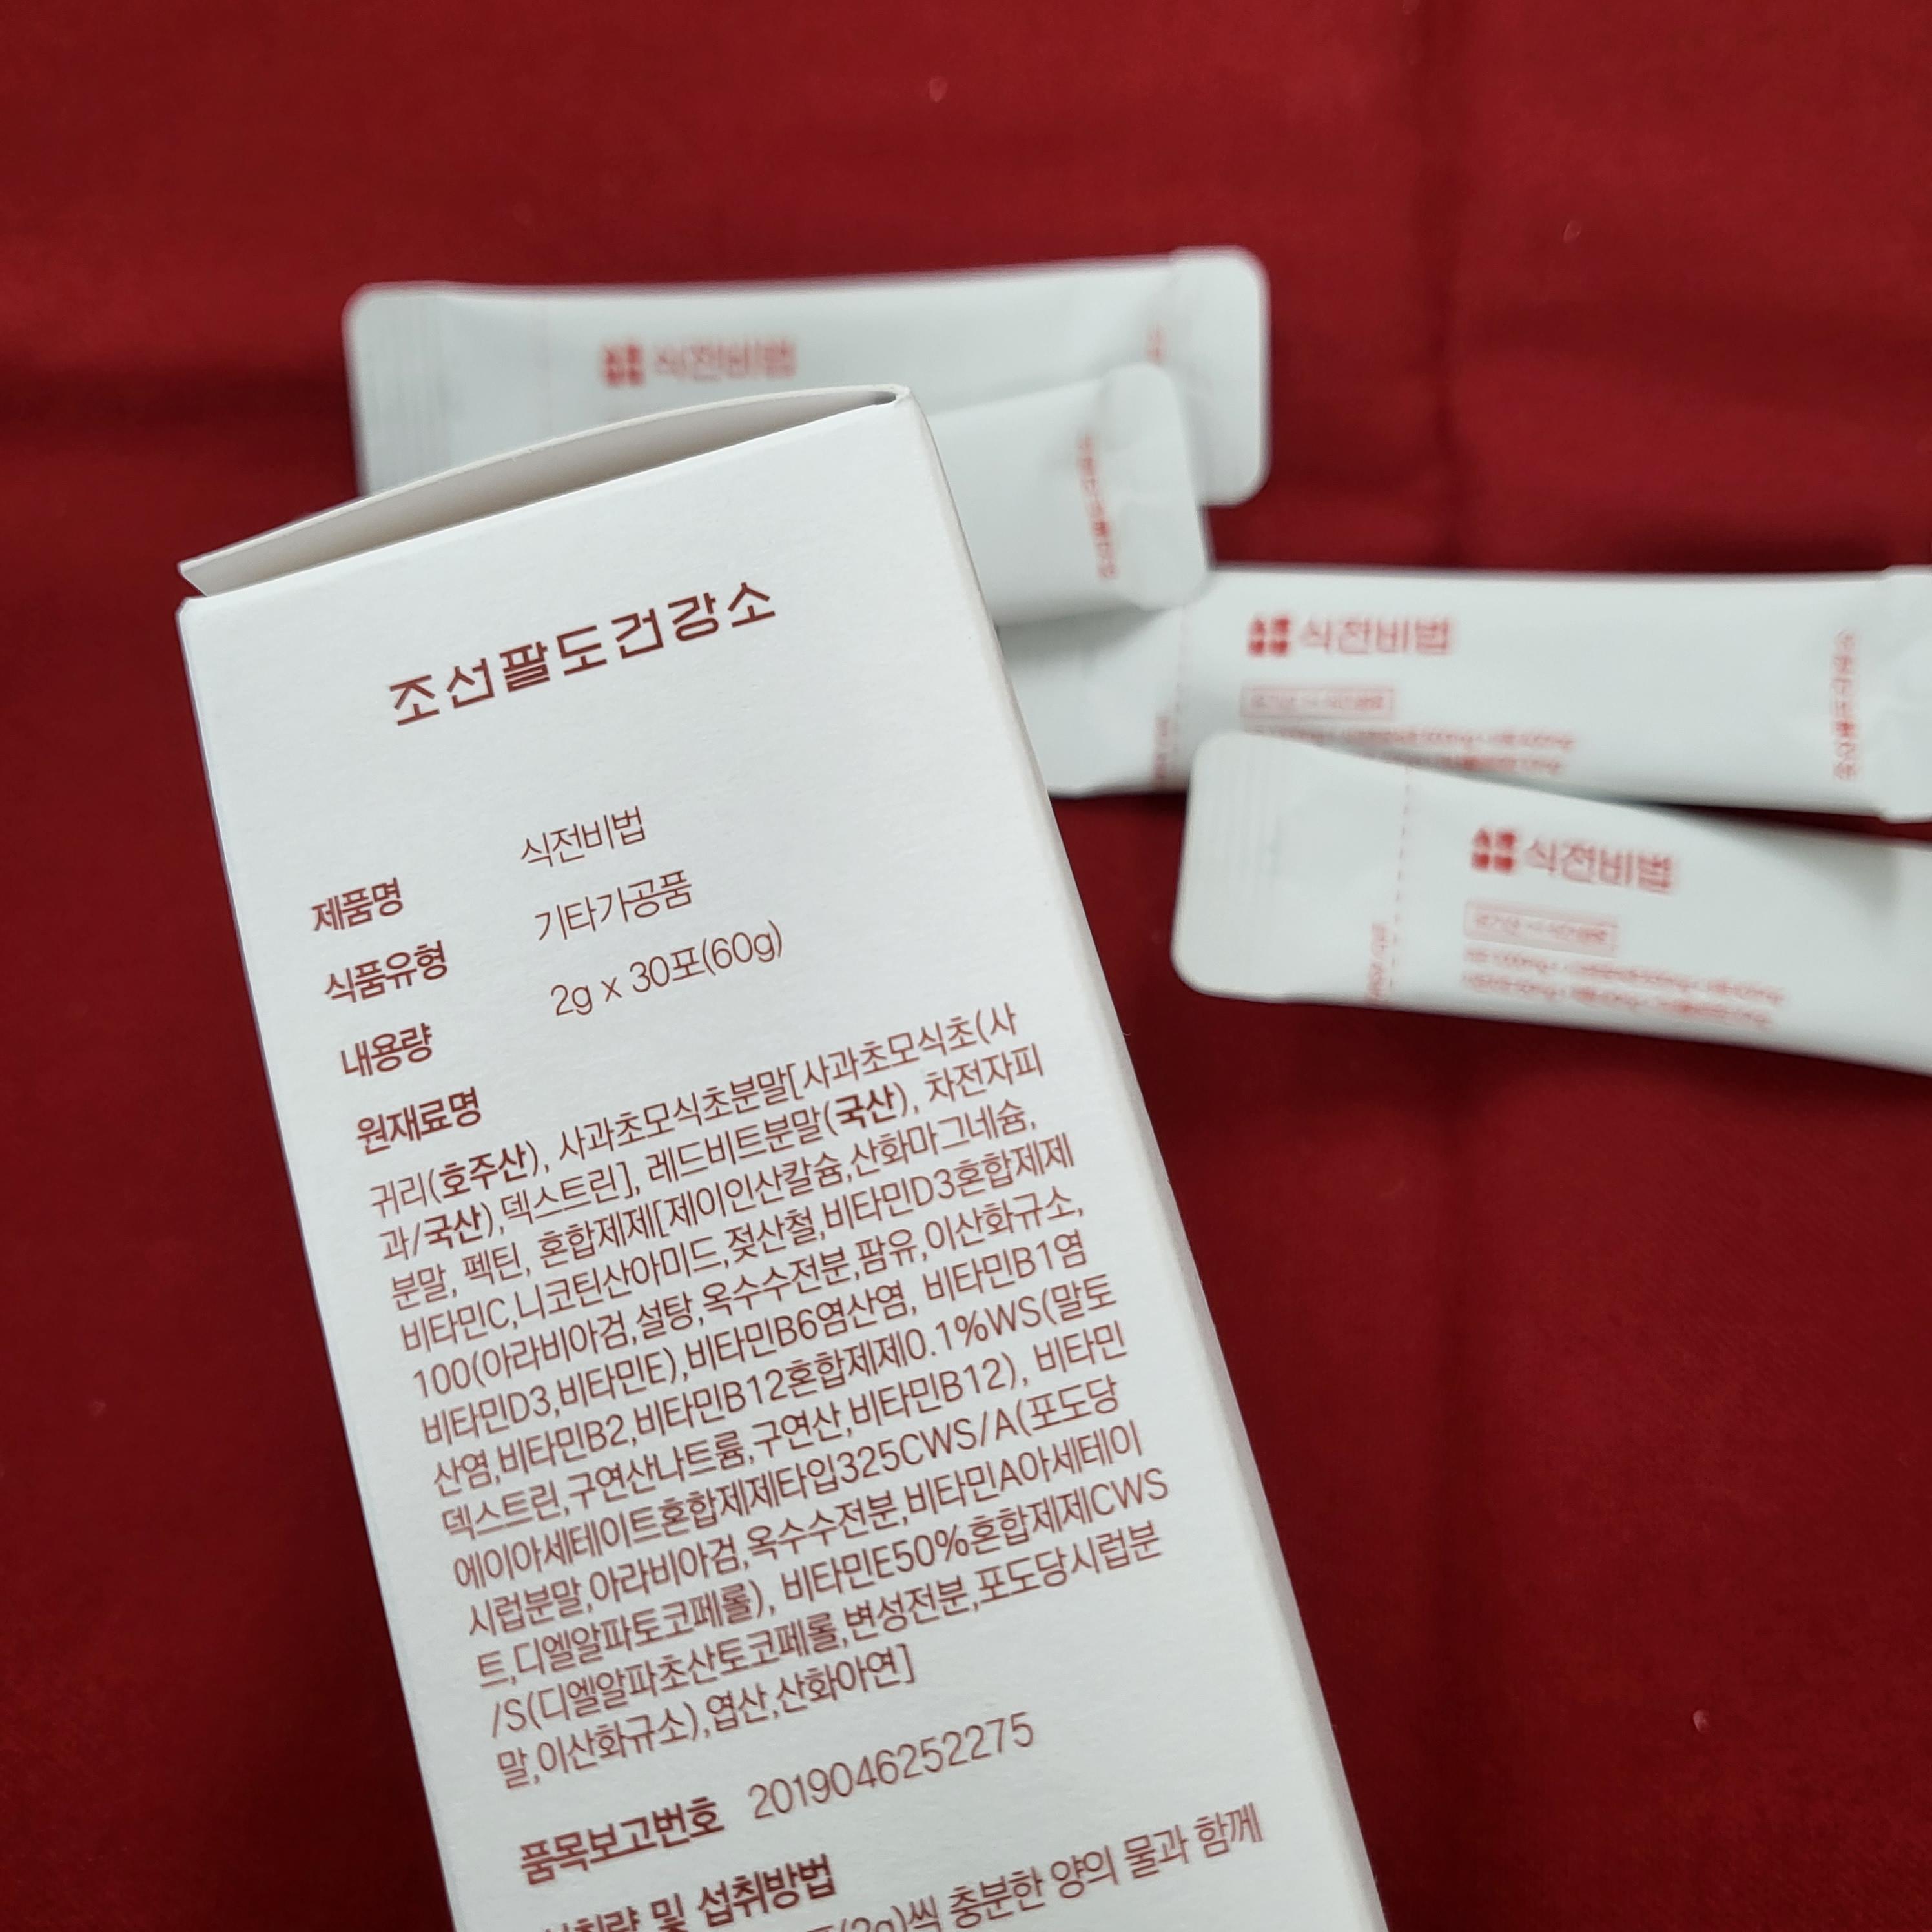 식전비법
조선팔도건강소
식전비법
식전비법
제품명 식전비법
식품유형 기타가공품
내용량 2g x 30포(60g)
원재료명
귀리(호주산), 사과초모식초분말[사과초모식초(사
과/국산),덱스트린], 레드비트분말(국산), 차전자피
분말, 펙틴, 혼합제제[제이인산칼슘,산화마그네슘,
비타민C,니코틴산아미드,젖산철,비타민D3혼합제제
100(아라비아검,설탕,옥수수전분,팜유,이산화규소,
비타민D3,비타민E),비타민B6염산염, 비타민B1염
산염,비타민B2,비타민B12혼합제제0.1%WS(말토
덱스트린,구연산나트륨,구연산,비타민B12), 비타민
에이아세테이트혼합제제타입325CWS/A(포도당
시럽분말,아라비아검,옥수수전분,비타민A아세테이
트,디엘알파토코페롤), 비타민E50%혼합제제CWS
/S(디엘알파초산토코페롤,변성전분,포도당시럽분
말,이산화규소),엽산,산화아연]
품목보고번호 2019046252275
및 섭취방법
(2g)씩 충분한 양의 물과 함께